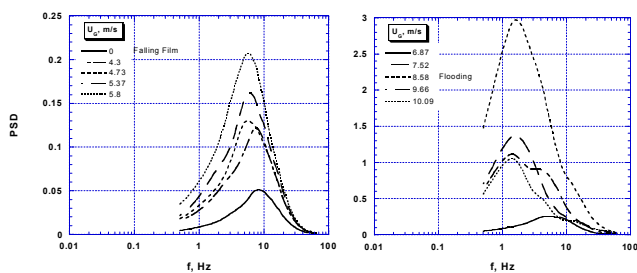 U_G, m/s
0 Falling Film
4.3
4.73
5.37
5.8
PSD
0.25
0.2
0.15
0.1
0.05
0
0.01 0.1 1 10 100
f, Hz
U_G, m/s
6.87
7.52
8.58 Flooding
9.66
10.09
3
2.5
2
1.5
1
0.5
0
0.01 0.1 1 10 100
f, Hz